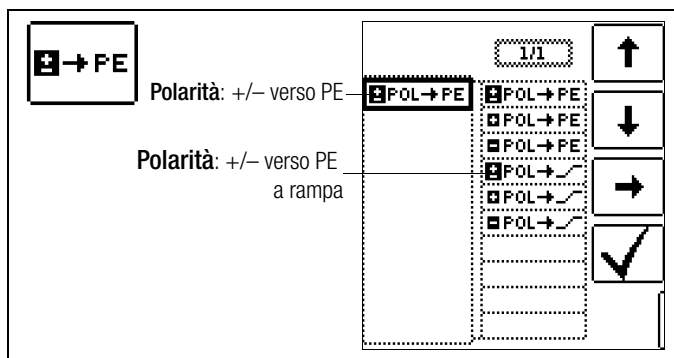 ±→PE
1/1
Polarità: +/– verso PE
±POL→PE
±POL→PE
+POL→PE
−POL→PE
Polarità: +/– verso PE
a rampa
±POL→
+POL→
−POL→